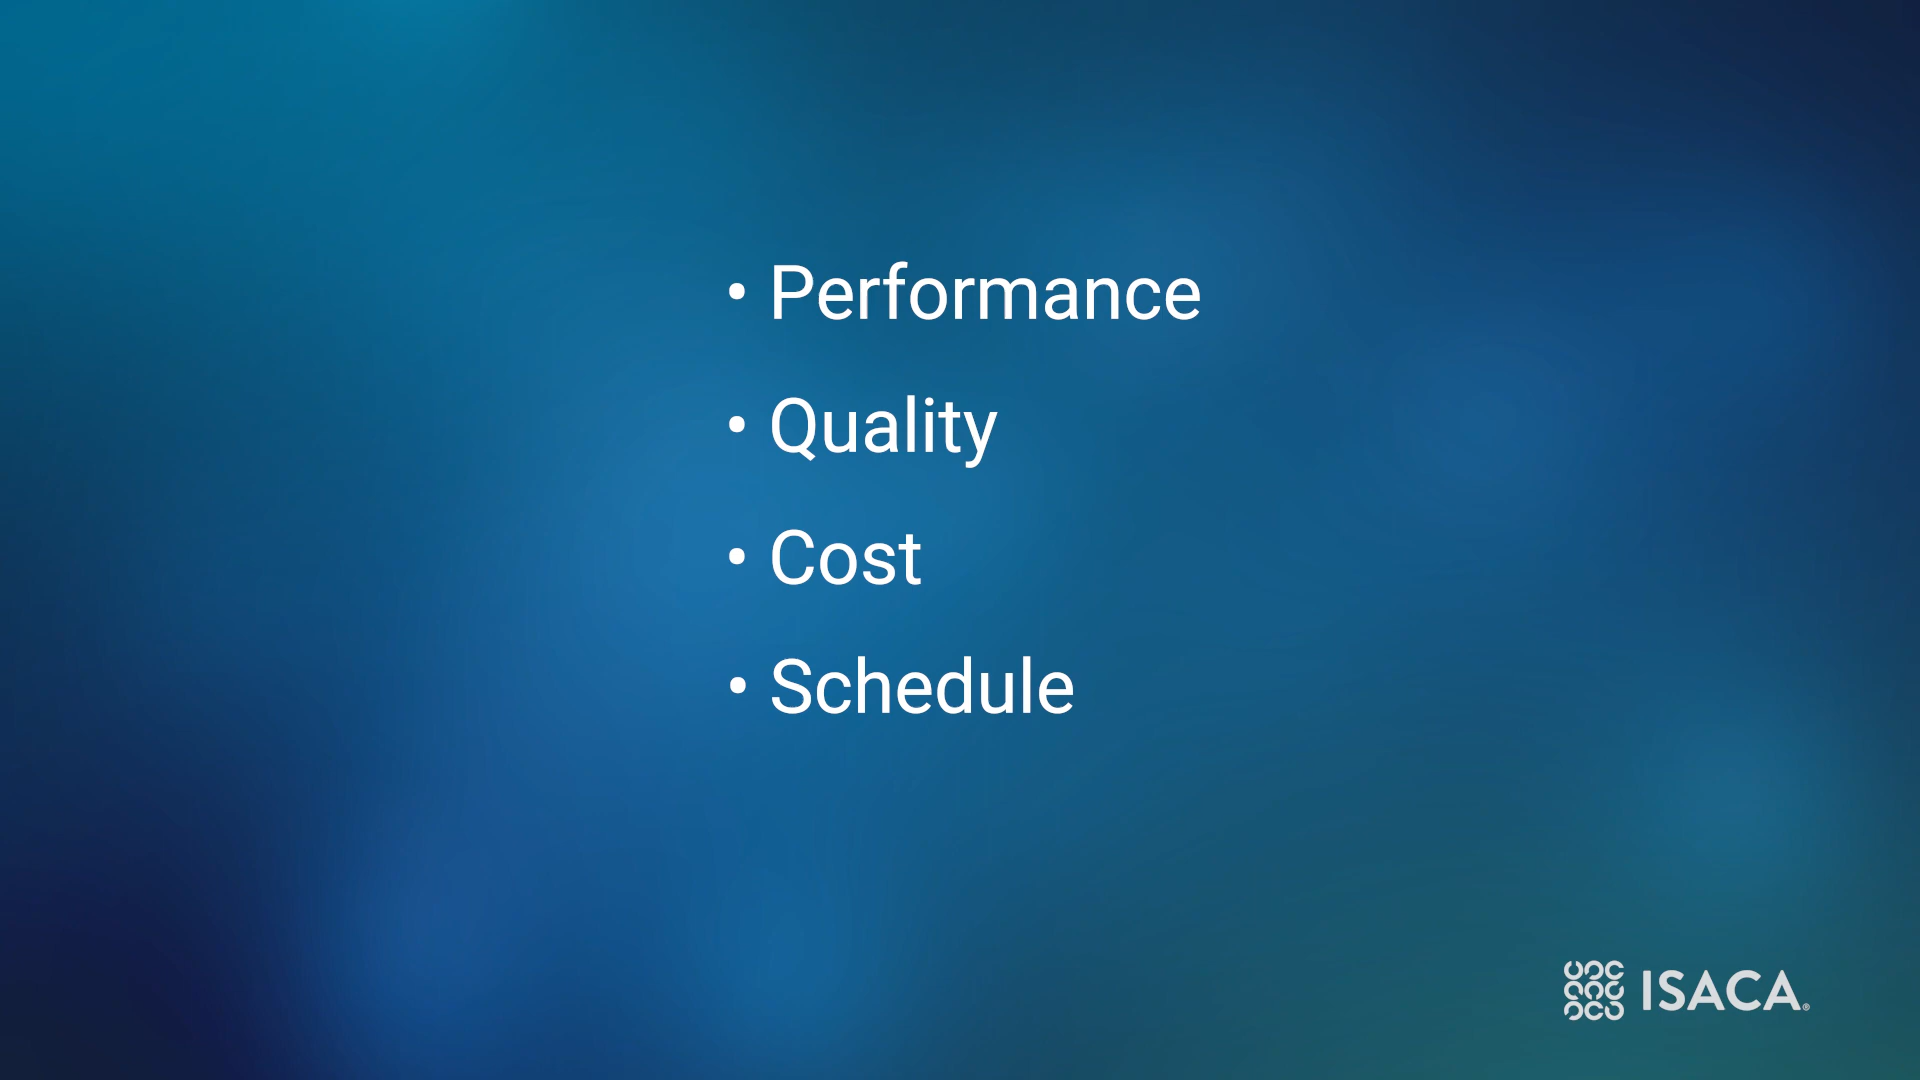 • Performance
• Quality
• Cost
• Schedule
ISACA®